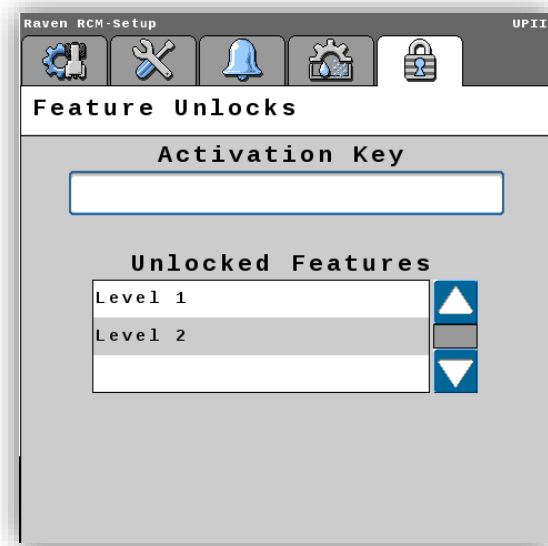 Raven RCM-Setup UPII
Feature Unlocks
Activation Key
Unlocked Features
Level 1
Level 2